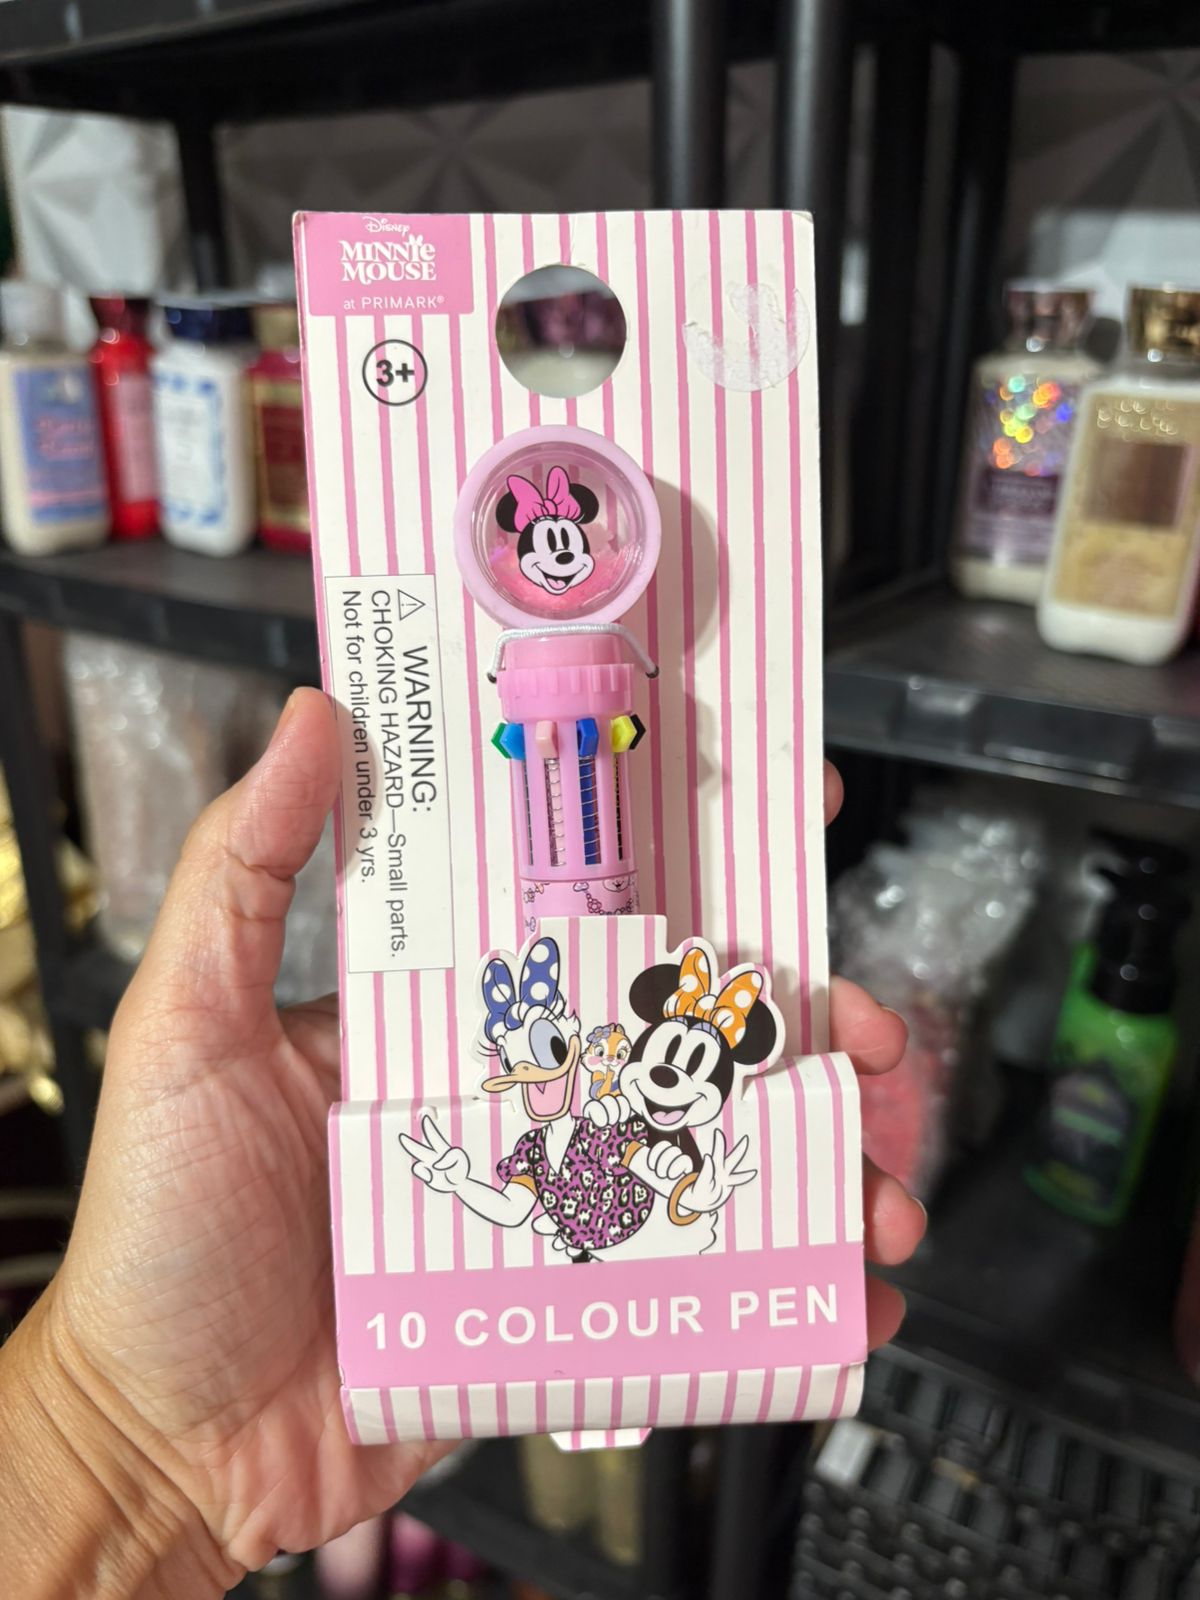 Disney
MINNIE
MOUSE
at PRIMARK®
3+
WARNING:
CHOKING HAZARD—Small parts.
Not for children under 3 yrs.
10 COLOUR PEN